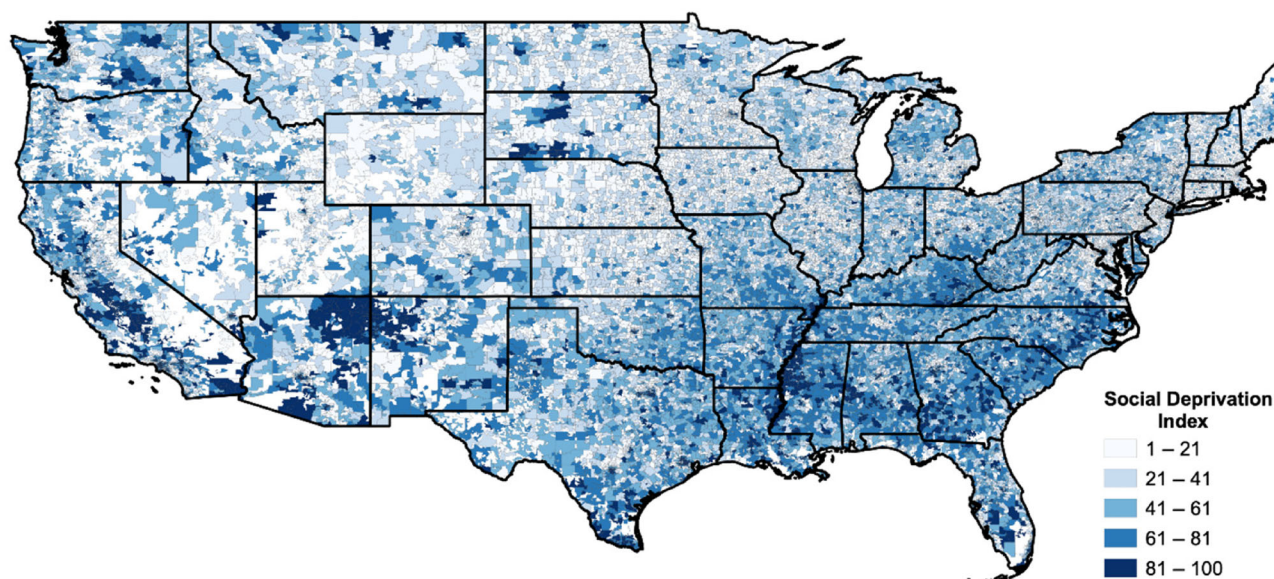 Social Deprivation
Index
1 – 21
21 – 41
41 – 61
61 – 81
81 – 100